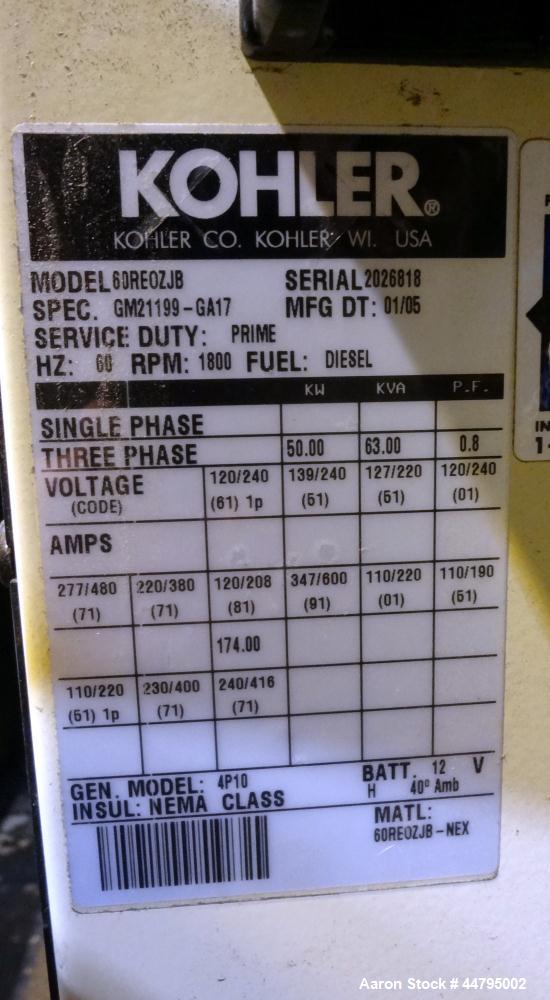 KOHLER®
KOHLER CO. KOHLER, WI. USA
MODEL 60REOZJB SERIAL 2026818
SPEC. GM21199-GA17 MFG DT: 01/05
SERVICE DUTY: PRIME
HZ: 60 RPM: 1800 FUEL: DIESEL
KW KVA P.F.
SINGLE PHASE
THREE PHASE 50.00 63.00 0.8
VOLTAGE 120/240 139/240 127/220 120/240
(CODE) (61) 1p (51) (51) (01)
AMPS
277/480 220/380 120/208 347/600 110/220 110/190
(71) (71) (81) (91) (01) (51)
174.00
110/220 230/400 240/416
(51) 1p (71) (71)
GEN. MODEL: 4P10 BATT. 12 V
INSUL: NEMA CLASS H 40° Amb
MATL:
60REOZJB-NEX
IN
1-
Aaron Stock # 44795002